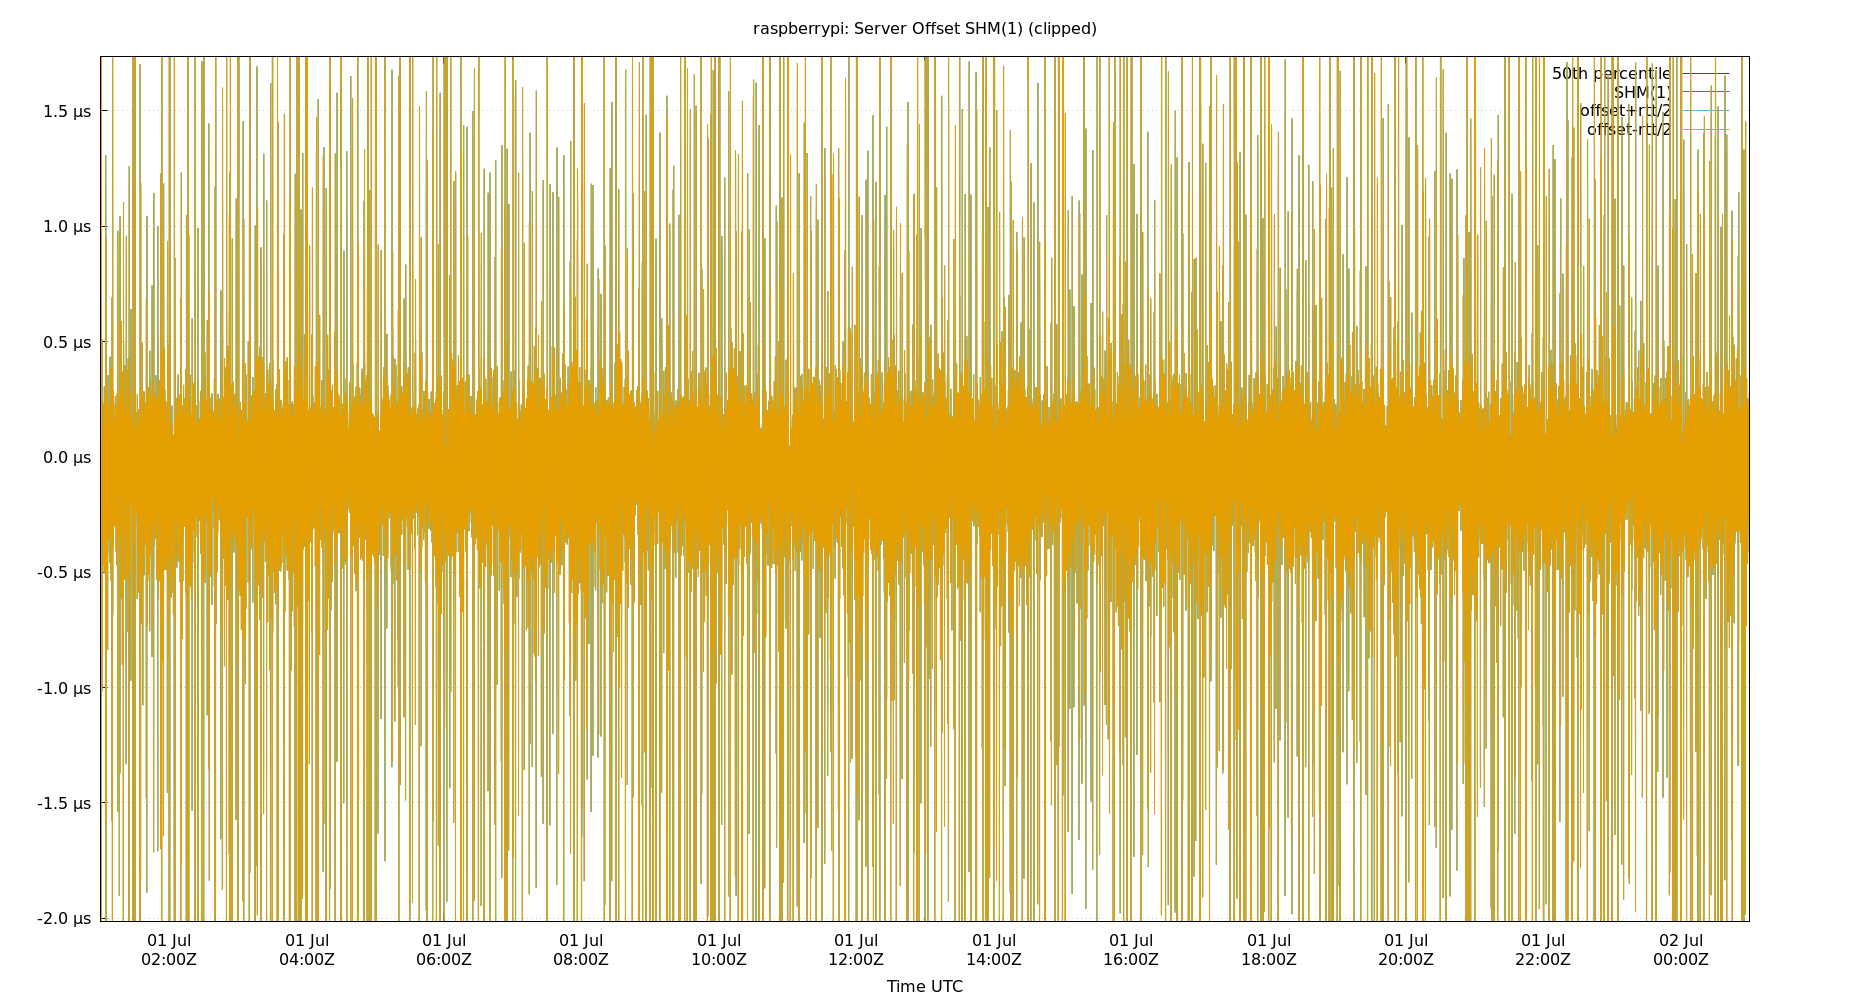 raspberrypi: Server Offset SHM(1) (clipped)
50th percentile
SHM(1)
offset+rtt/2
offset-rtt/2
1.5 µs
1.0 µs
0.5 µs
0.0 µs
-0.5 µs
-1.0 µs
-1.5 µs
-2.0 µs
01 Jul 01 Jul 01 Jul 01 Jul 01 Jul 01 Jul 01 Jul 01 Jul 01 Jul 01 Jul 01 Jul 02 Jul
02:00Z 04:00Z 06:00Z 08:00Z 10:00Z 12:00Z 14:00Z 16:00Z 18:00Z 20:00Z 22:00Z 00:00Z
Time UTC